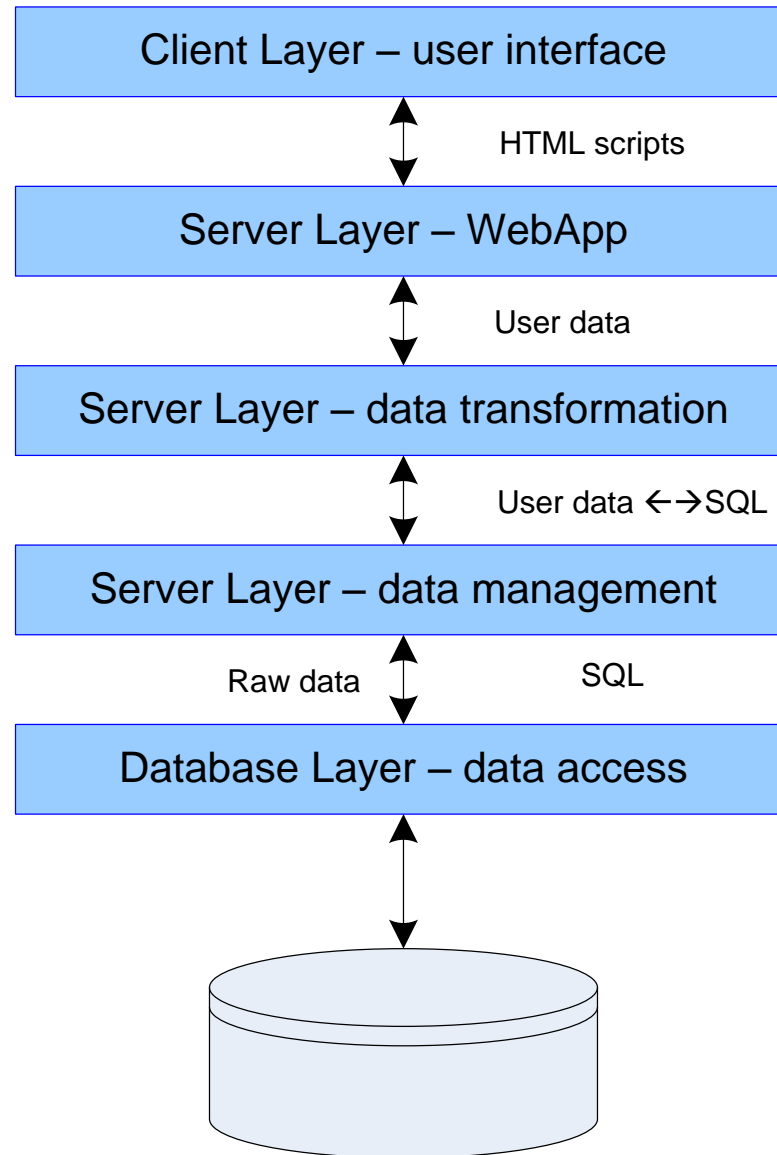 Client Layer – user interface
HTML scripts
Server Layer – WebApp
User data
Server Layer – data transformation
User data ←→SQL
Server Layer – data management
Raw data
SQL
Database Layer – data access